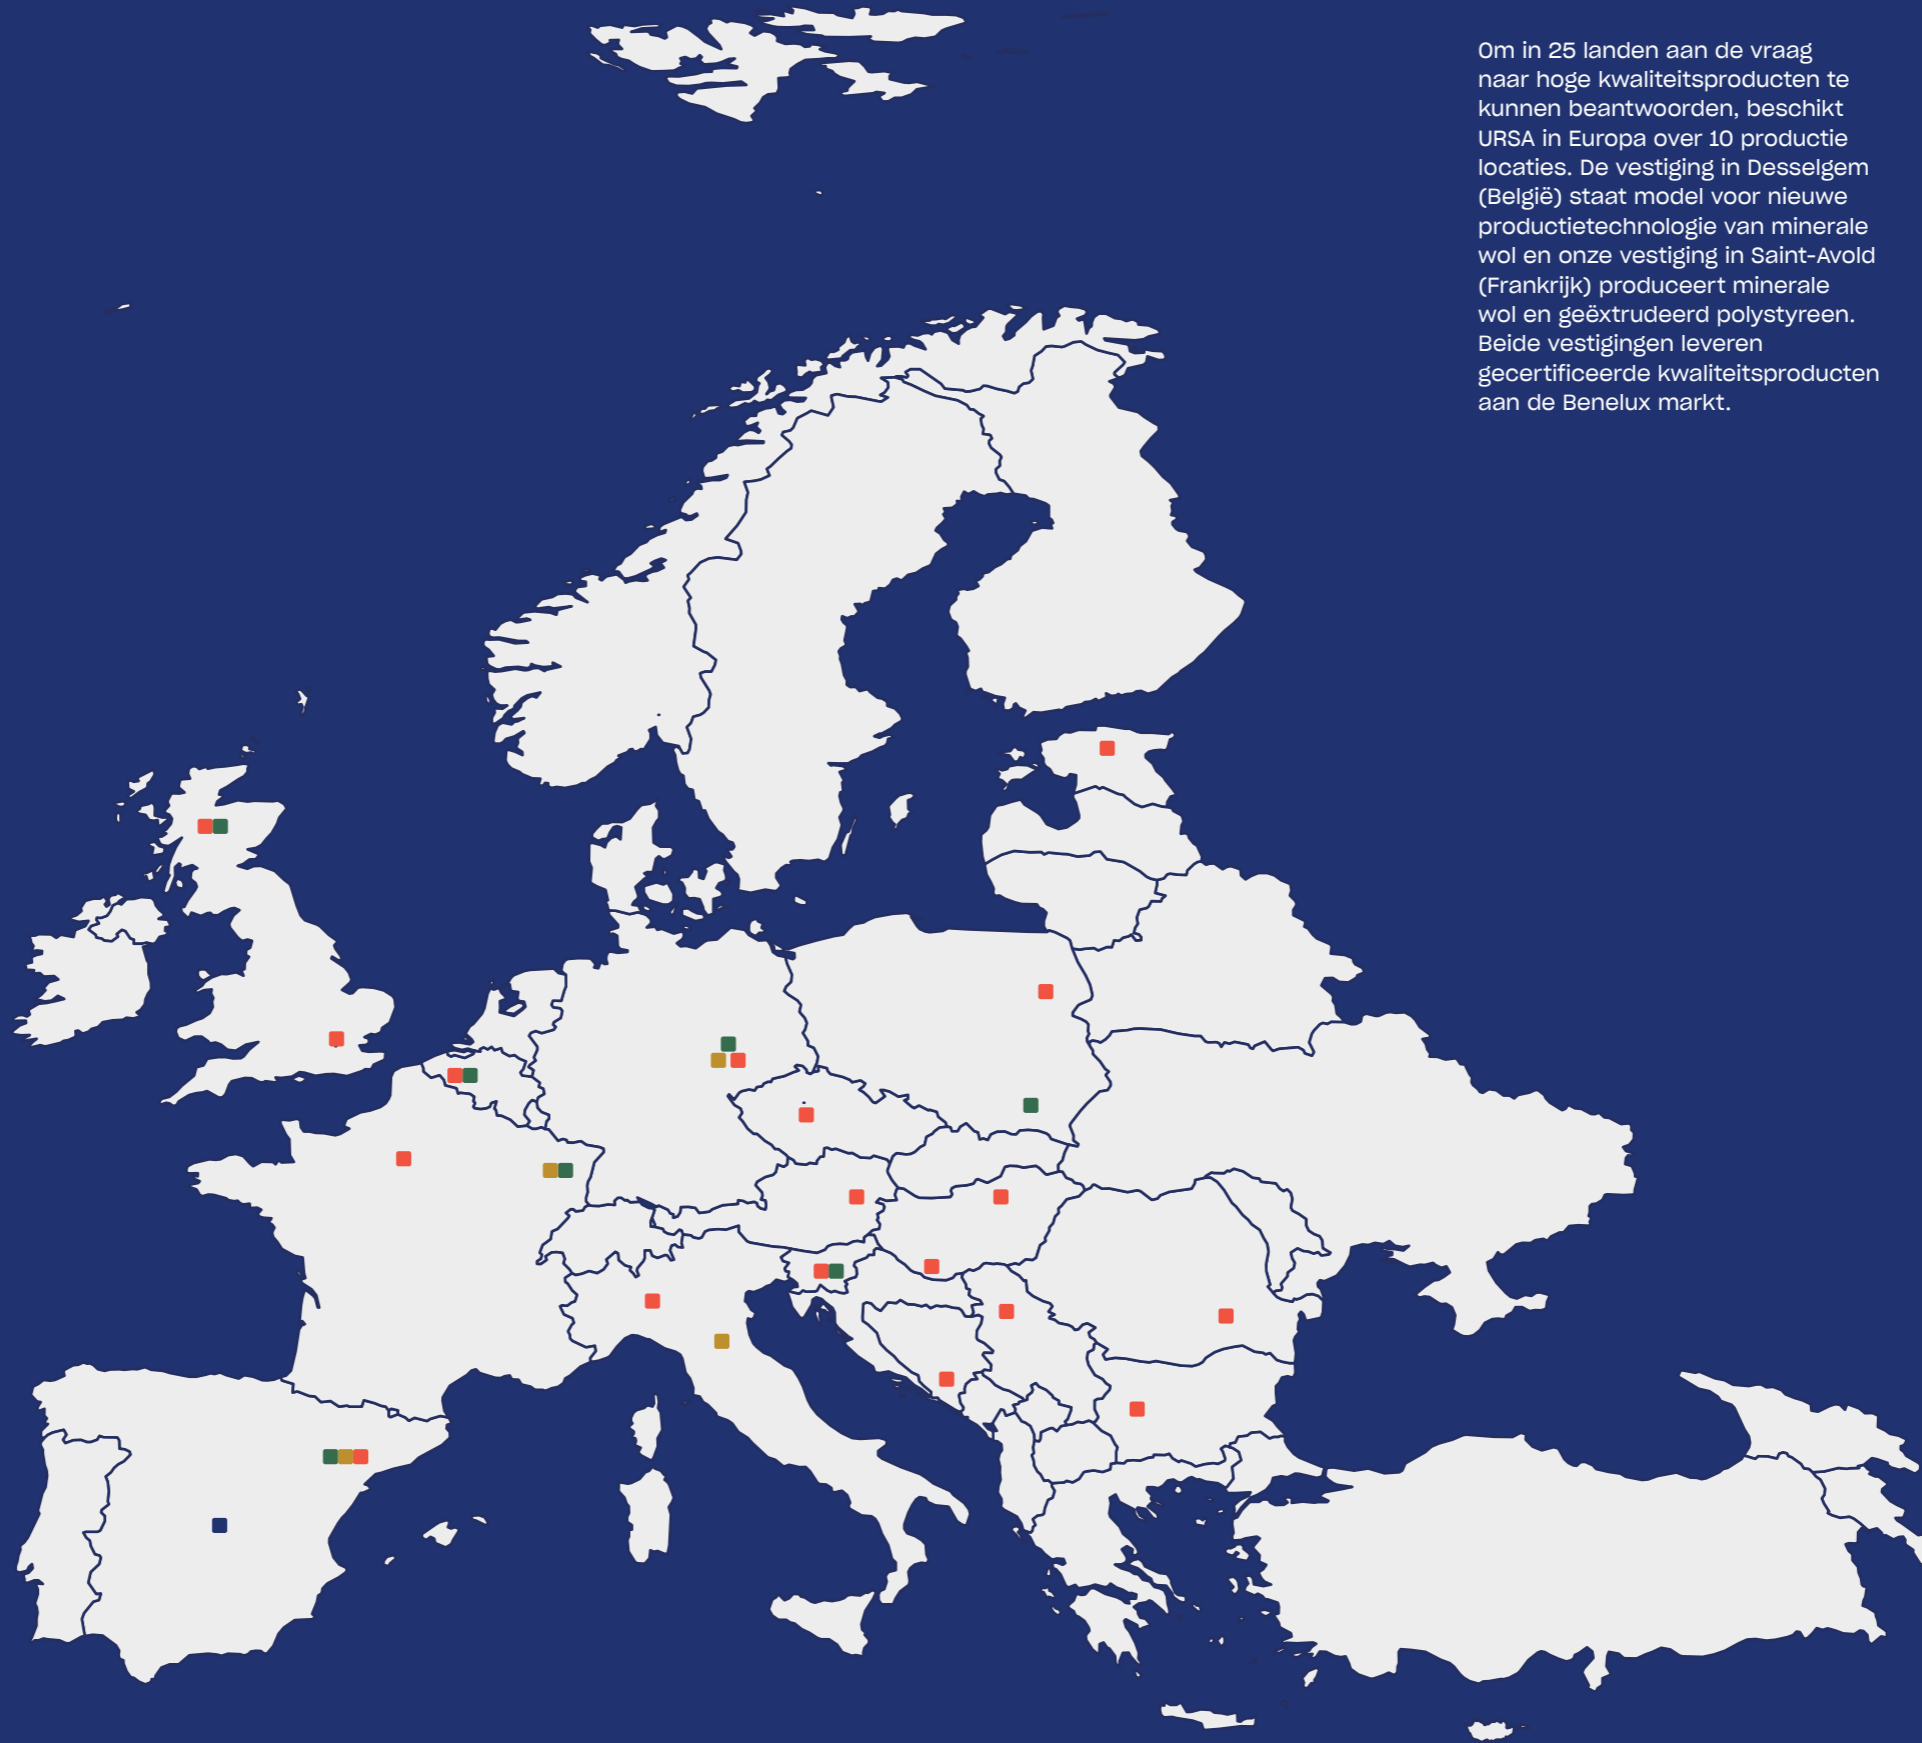 Om in 25 landen aan de vraag
naar hoge kwaliteitsproducten te
kunnen beantwoorden, beschikt
URSA in Europa over 10 productie
locaties. De vestiging in Desselgem
(België) staat model voor nieuwe
productietechnologie van minerale
wol en onze vestiging in Saint-Avold
(Frankrijk) produceert minerale
wol en geëxtrudeerd polystyreen.
Beide vestigingen leveren
gecertificeerde kwaliteitsproducten
aan de Benelux markt.